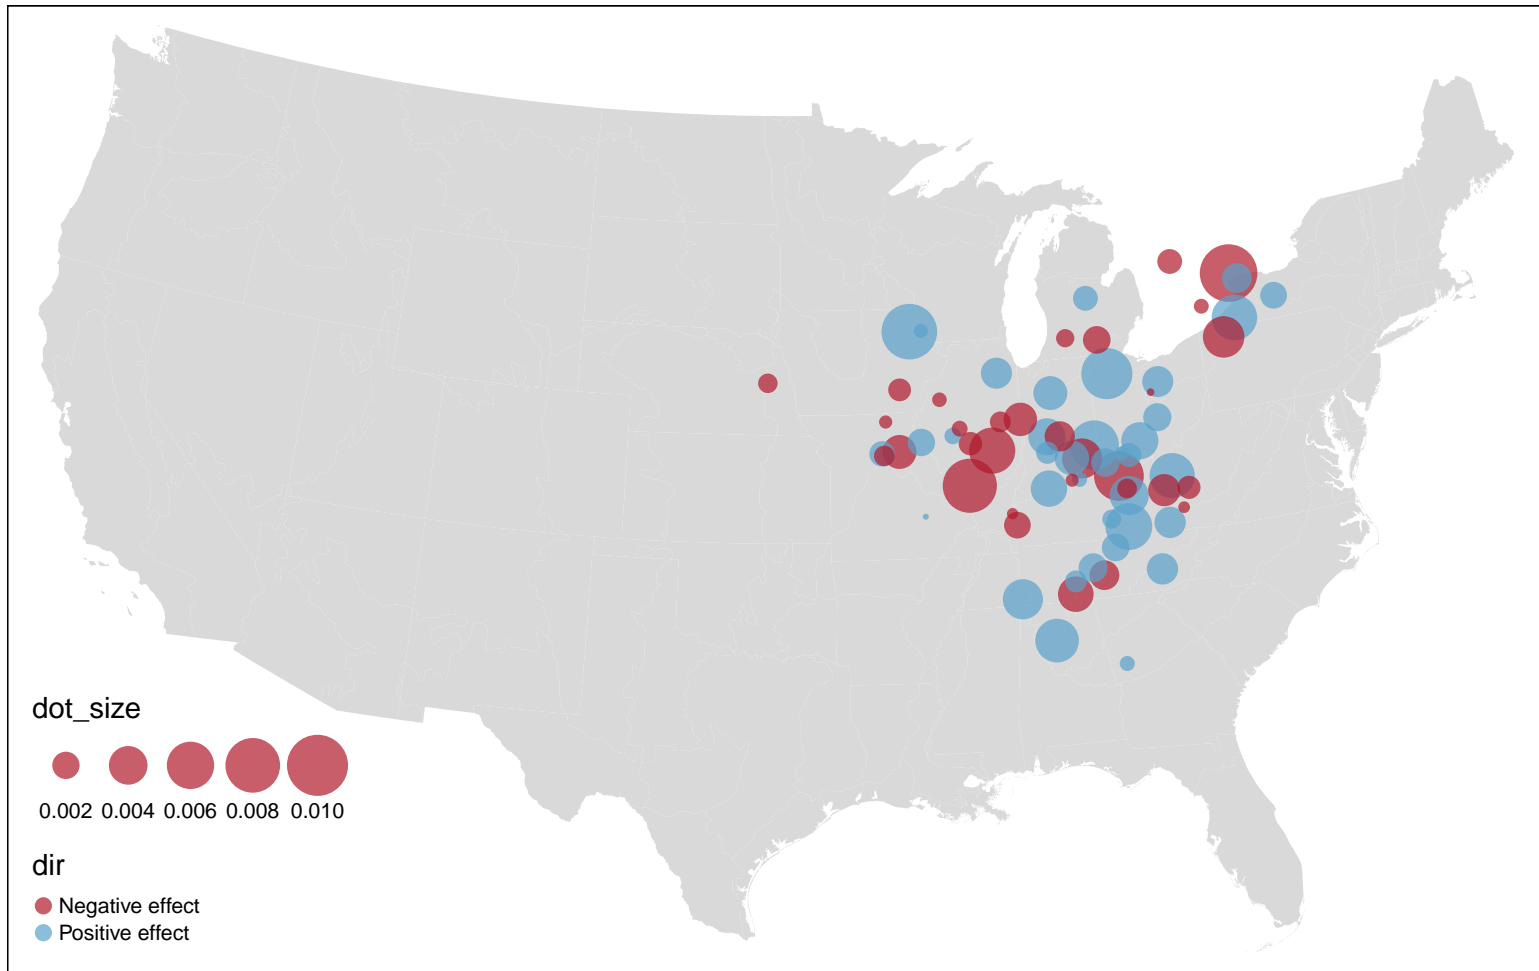 dot_size
0.002 0.004 0.006 0.008 0.010
dir
Negative effect
Positive effect